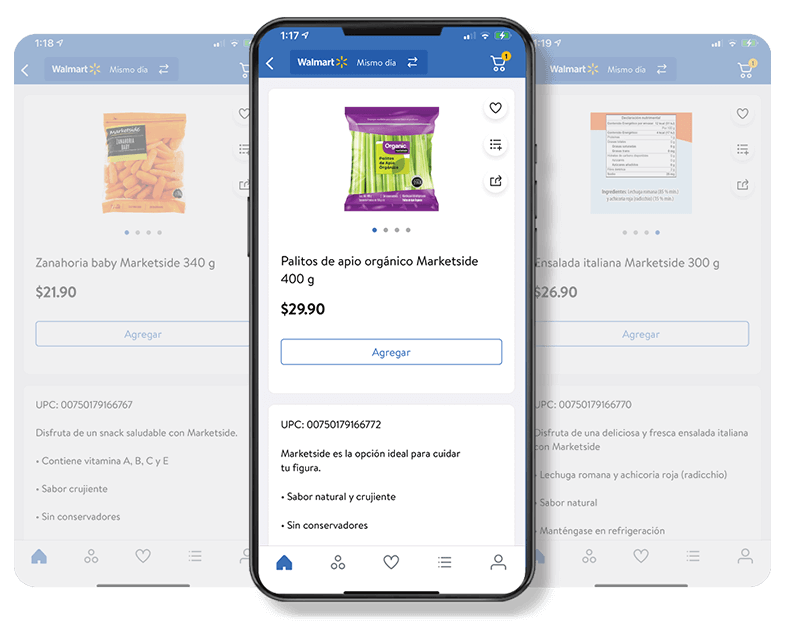 1:18
Walmart Mismo día
marketside
ZANAHORIA
BABY
Zanahoria baby Marketside 340 g
$21.90
Agregar
UPC: 00750179166767
Disfruta de un snack saludable con Marketside.
• Contiene vitamina A, B, C y E
• Sabor crujiente
• Sin conservadores
1:17
Walmart Mismo día
1
Organic
Palitos
de Apio
Orgánico
Palitos de apio orgánico Marketside
400 g
$29.90
Agregar
UPC: 00750179166772
Marketside es la opción ideal para cuidar
tu figura.
• Sabor natural y crujiente
• Sin conservadores
:19
Walmart Mismo día
1
Ingredientes: Lechuga romana (85 % mín.)
y achicoria roja (radicchio) (15 % mín.)
Ensalada italiana Marketside 300 g
$26.90
Agregar
UPC: 00750179166770
Disfruta de una deliciosa y fresca ensalada italiana
con Marketside
Lechuga romana y achicoria roja (radicchio)
Sabor natural
Manténgase en refrigeración